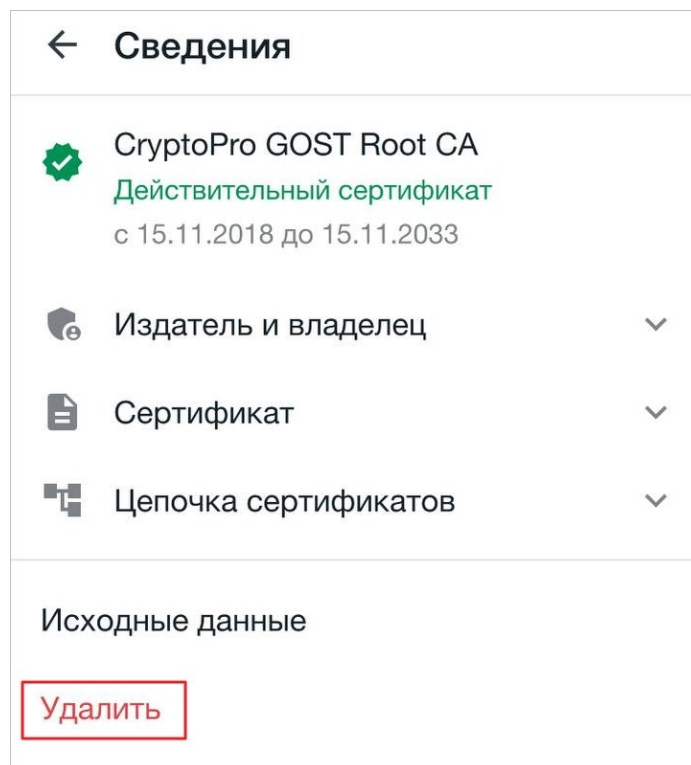 Сведения
CryptoPro GOST Root CA
Действительный сертификат
с 15.11.2018 до 15.11.2033
Издатель и владелец
Сертификат
Цепочка сертификатов
Исходные данные
Удалить